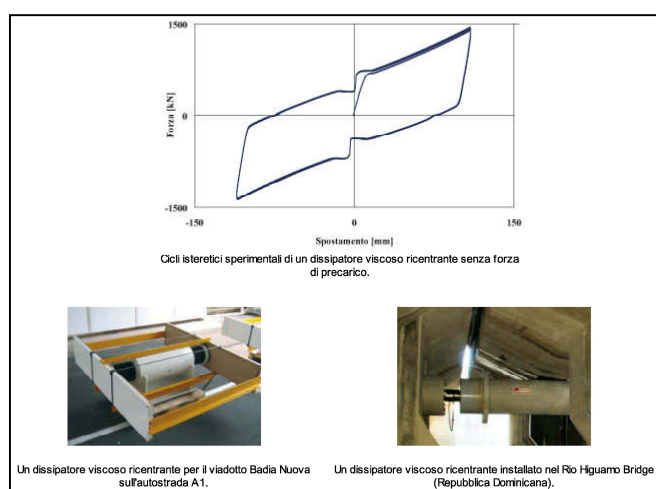 1500
Forza [kN]
0
-1500
-150
0
150
Spostamento [mm]
Cicli isteretici sperimentali di un dissipatore viscoso ricentrante senza forza
di precarico.
Un dissipatore viscoso ricentrante per il viadotto Badia Nuova
sull'autostrada A1.
Un dissipatore viscoso ricentrante installato nel Rio Higuamo Bridge
(Repubblica Dominicana).